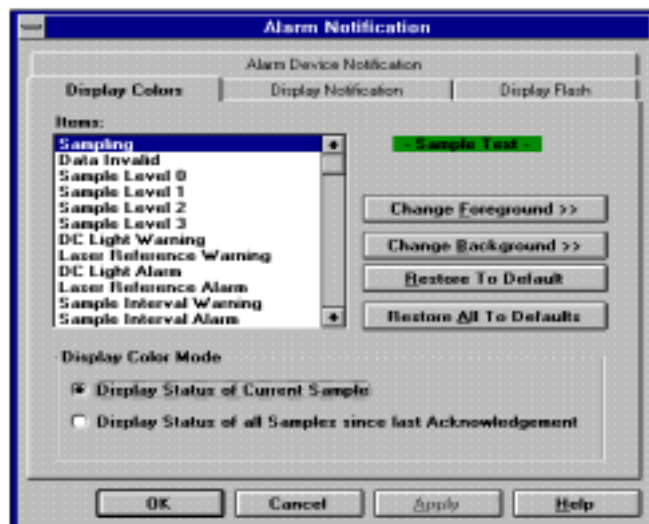 Alarm Notification
Alarm Device Notification
Display Colors
Display Notification
Display Flash
Items:
Sampling
Data Invalid
Sample Level 0
Sample Level 1
Sample Level 2
Sample Level 3
DC Light Warning
Laser Reference Warning
DC Light Alarm
Laser Reference Alarm
Sample Interval Warning
Sample Interval Alarm
- Sample Text -
Change Foreground >>
Change Background >>
Restore To Default
Restore All To Defaults
Display Color Mode
Display Status of Current Sample
Display Status of all Samples since last Acknowledgement
OK
Cancel
Apply
Help